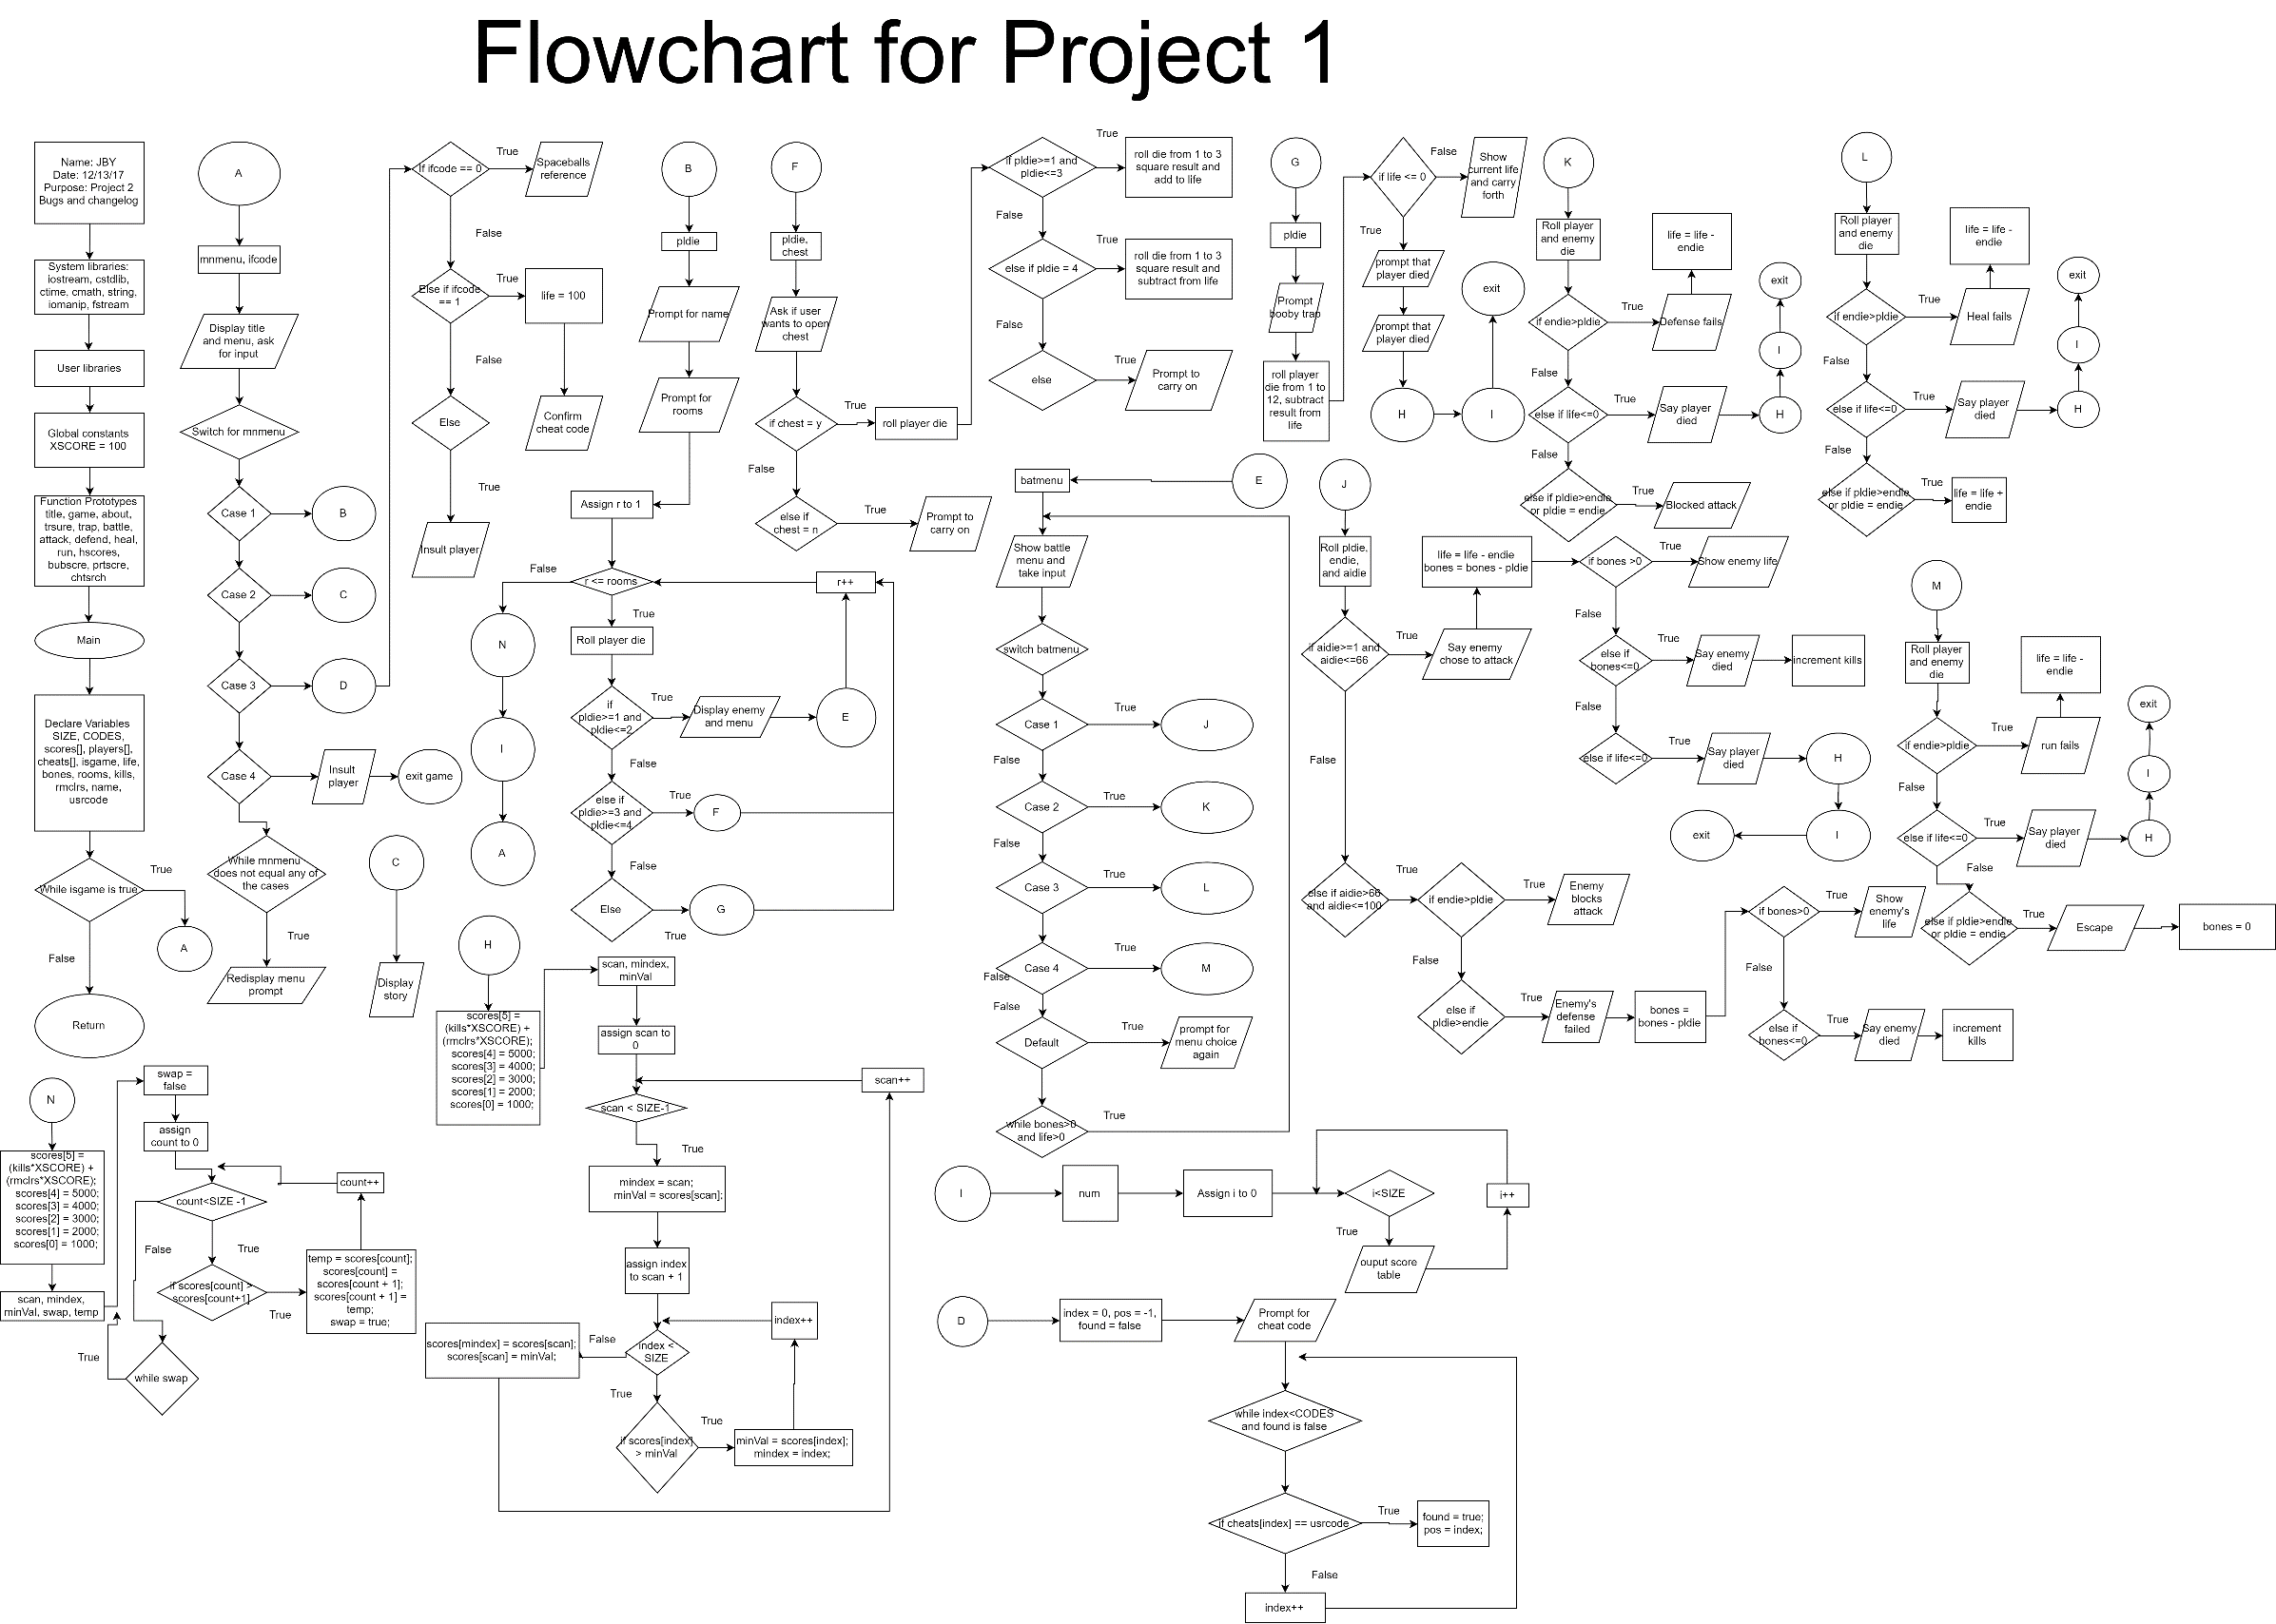 Flowchart for Project 1
Name: JBY
Date: 12/13/17
Purpose: Project 2
Bugs and changelog
System libraries:
iostream, cstdlib,
ctime, cmath, string,
iomanip, fstream
User libraries
Global constants
XSCORE = 100
Function Prototypes
title, game, about,
trsure, trap, battle,
attack, defend, heal,
run, hscores,
bubscre, prtscre,
chtsrch
Main
Declare Variables
SIZE, CODES,
scores[], players[],
cheats[], isgame, life,
bones, rooms, kills,
rmclrs, name,
usrcode
While isgame is true
True
A
False
Return
A
mnmenu, ifcode
Display title
and menu, ask
for input
Switch for mnmenu
Case 1
B
Case 2
C
Case 3
D
Case 4
Insult
player
exit game
While mnmenu
does not equal any of
the cases
True
Redisplay menu
prompt
C
Display
story
If ifcode == 0
True
Spaceballs
reference
False
Else if ifcode
== 1
True
life = 100
Confirm
cheat code
False
Else
True
Insult player
B
pldie
Prompt for name
Prompt for
rooms
Assign r to 1
r <= rooms
False
N
I
A
True
r++
Roll player die
if
pldie>=1 and
pldie<=2
True
Display enemy
and menu
E
False
else if
pldie>=3 and
pldie<=4
True
F
False
Else
True
G
F
pldie,
chest
Ask if user
wants to open
chest
if chest = y
True
roll player die
False
else if
chest = n
True
Prompt to
carry on
if pldie>=1 and
pldie<=3
True
roll die from 1 to 3
square result and
add to life
False
else if pldie = 4
True
roll die from 1 to 3
square result and
subtract from life
False
else
True
Prompt to
carry on
G
pldie
Prompt
booby trap
roll player
die from 1 to
12, subtract
result from
life
if life <= 0
False
Show
current life
and carry
forth
True
prompt that
player died
prompt that
player died
H
I
exit
K
Roll player
and enemy
die
if endie>pldie
True
Defense fails
life = life -
endie
False
else if life<=0
True
Say player
died
H
I
exit
False
else if pldie>endie
or pldie = endie
True
Blocked attack
L
Roll player
and enemy
die
if endie>pldie
True
Heal fails
life = life -
endie
False
else if life<=0
True
Say player
died
H
I
exit
False
else if pldie>endie
or pldie = endie
True
life = life +
endie
E
batmenu
Show battle
menu and
take input
switch batmenu
Case 1
True
J
False
Case 2
True
K
False
Case 3
True
L
False
Case 4
True
M
False
False
Default
True
prompt for
menu choice
again
while bones>0
and life>0
True
J
Roll pldie,
endie,
and aidie
if aidie>=1 and
aidie<=66
True
Say enemy
chose to attack
life = life - endie
bones = bones - pldie
if bones >0
True
Show enemy life
False
else if
bones<=0
True
Say enemy
died
increment kills
False
else if life<=0
True
Say player
died
H
I
exit
False
else if aidie>66
and aidie<=100
True
if endie>pldie
True
Enemy
blocks
attack
False
else if
pldie>endie
True
Enemy's
defense
failed
bones =
bones - pldie
if bones>0
True
Show
enemy's
life
False
else if
bones<=0
True
Say enemy
died
increment
kills
M
Roll player
and enemy
die
if endie>pldie
True
run fails
life = life -
endie
False
else if life<=0
True
Say player
died
H
I
exit
False
else if pldie>endie
or pldie = endie
True
Escape
bones = 0
N
scores[5] =
(kills*XSCORE) +
(rmclrs*XSCORE);
scores[4] = 5000;
scores[3] = 4000;
scores[2] = 3000;
scores[1] = 2000;
scores[0] = 1000;
scan, mindex,
minVal, swap, temp
swap =
false
assign
count to 0
count<SIZE -1
count++
False
True
if scores[count] >
scores[count+1]
True
temp = scores[count];
scores[count] =
scores[count + 1];
scores[count + 1] =
temp;
swap = true;
True
while swap
H
scores[5] =
(kills*XSCORE) +
(rmclrs*XSCORE);
scores[4] = 5000;
scores[3] = 4000;
scores[2] = 3000;
scores[1] = 2000;
scores[0] = 1000;
scan, mindex,
minVal
assign scan to
0
scan++
scan < SIZE-1
True
mindex = scan;
minVal = scores[scan];
assign index
to scan + 1
index++
index <
SIZE
False
scores[mindex] = scores[scan];
scores[scan] = minVal;
True
if scores[index]
> minVal
True
minVal = scores[index];
mindex = index;
I
num
Assign i to 0
i<SIZE
i++
True
ouput score
table
D
index = 0, pos = -1,
found = false
Prompt for
cheat code
while index<CODES
and found is false
if cheats[index] == usrcode
True
found = true;
pos = index;
False
index++